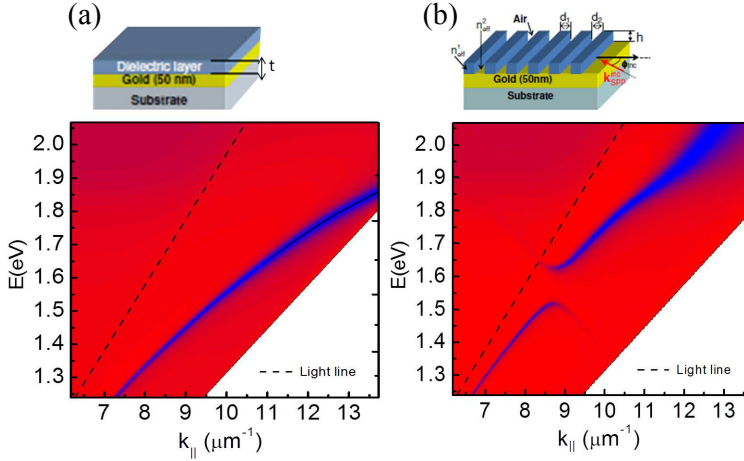 (a)
Dielectric layer
t
Gold (50 nm)
Substrate
2.0
1.9
1.8
1.7
1.6
1.5
1.4
1.3
E(eV)
Light line
7 8 9 10 11 12 13
k|| (μm⁻¹)
(b)
Air
d₁
d₂
h
n¹eff
n²eff
ϕinc
k inc SPP
Gold (50nm)
Substrate
2.0
1.9
1.8
1.7
1.6
1.5
1.4
1.3
E(eV)
Light line
7 8 9 10 11 12 13
k|| (μm⁻¹)